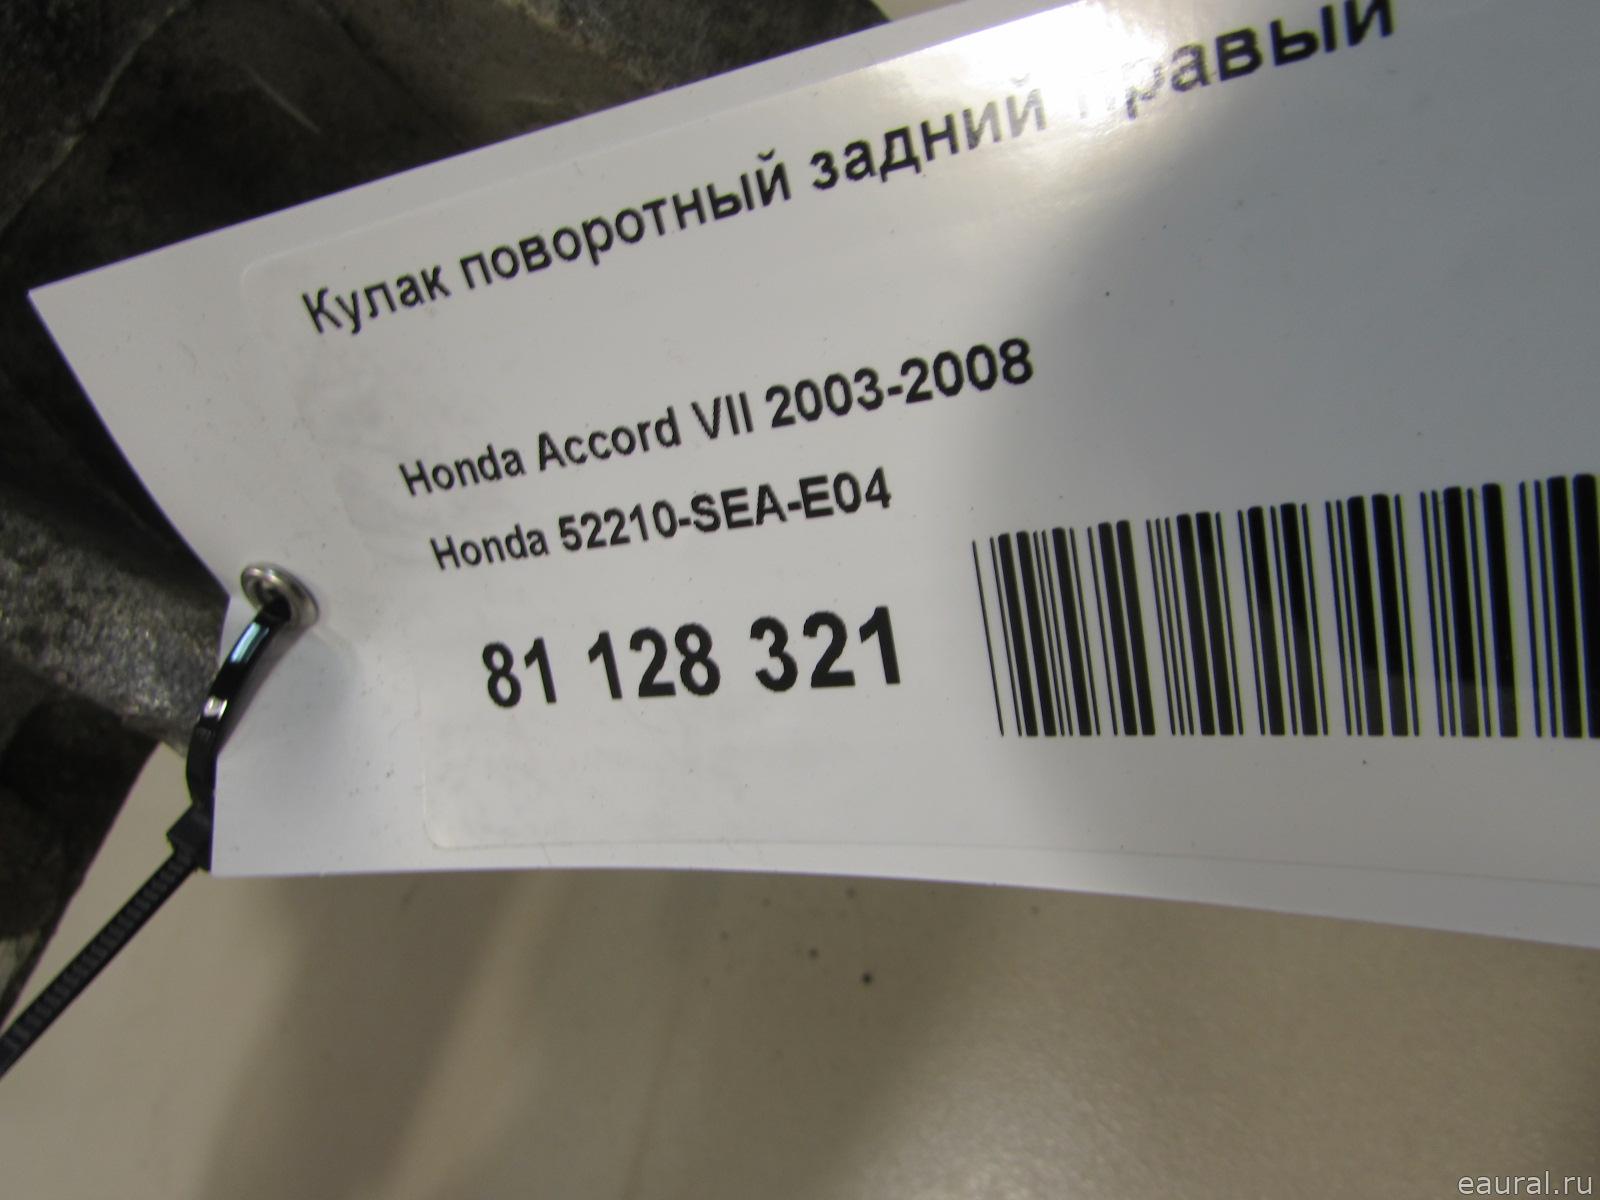 Кулак поворотный задний правый
Honda Accord VII 2003-2008
Honda 52210-SEA-E04
81 128 321
eaural.ru